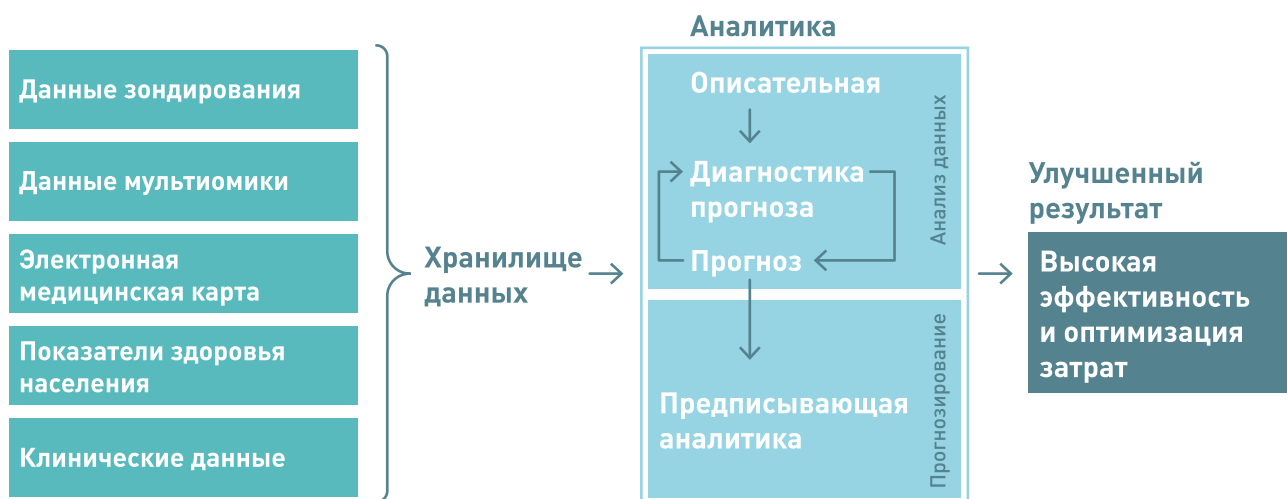 Данные зондирования
Данные мультиомики
Электронная
медицинская карта
Показатели здоровья
населения
Клинические данные
Хранилище
данных
Аналитика
Описательная
Диагностика
прогноза
Прогноз
Анализ данных
Предписывающая
аналитика
Прогнозирование
Улучшенный
результат
Высокая
эффективность
и оптимизация
затрат